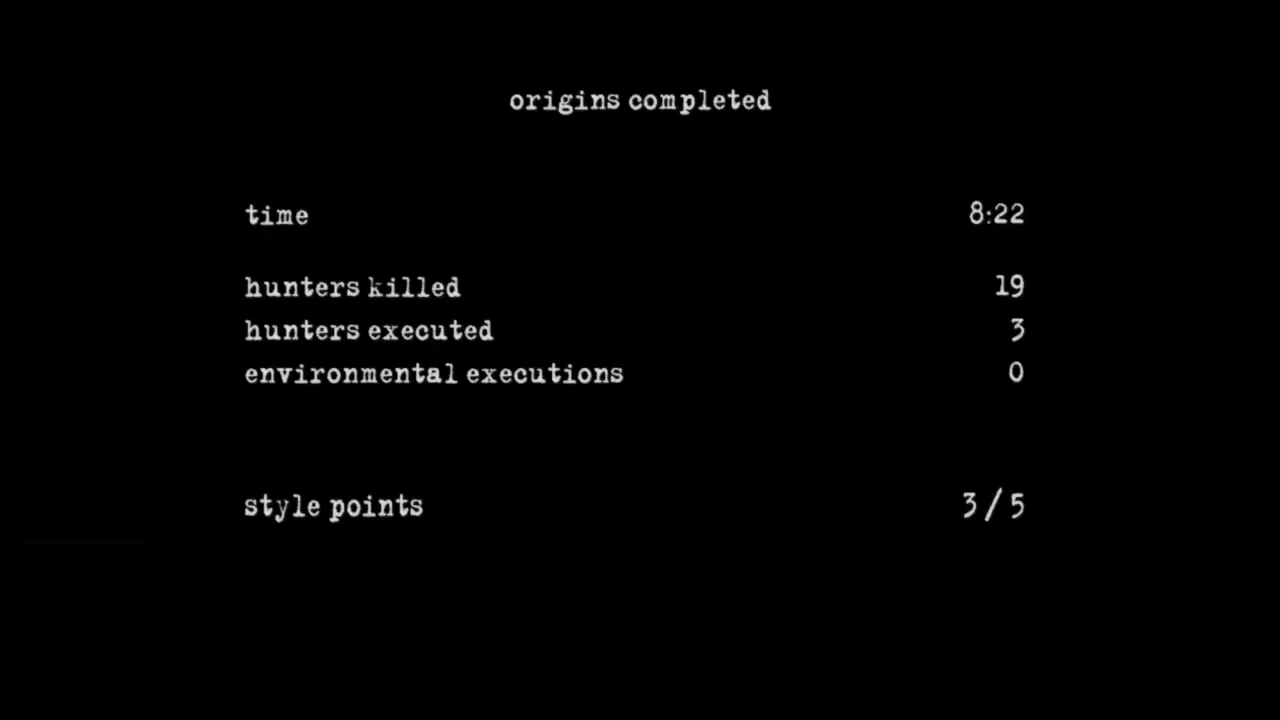 origins completed
time 8:22
hunters killed 19
hunters executed 3
environmental executions 0
style points 3/5